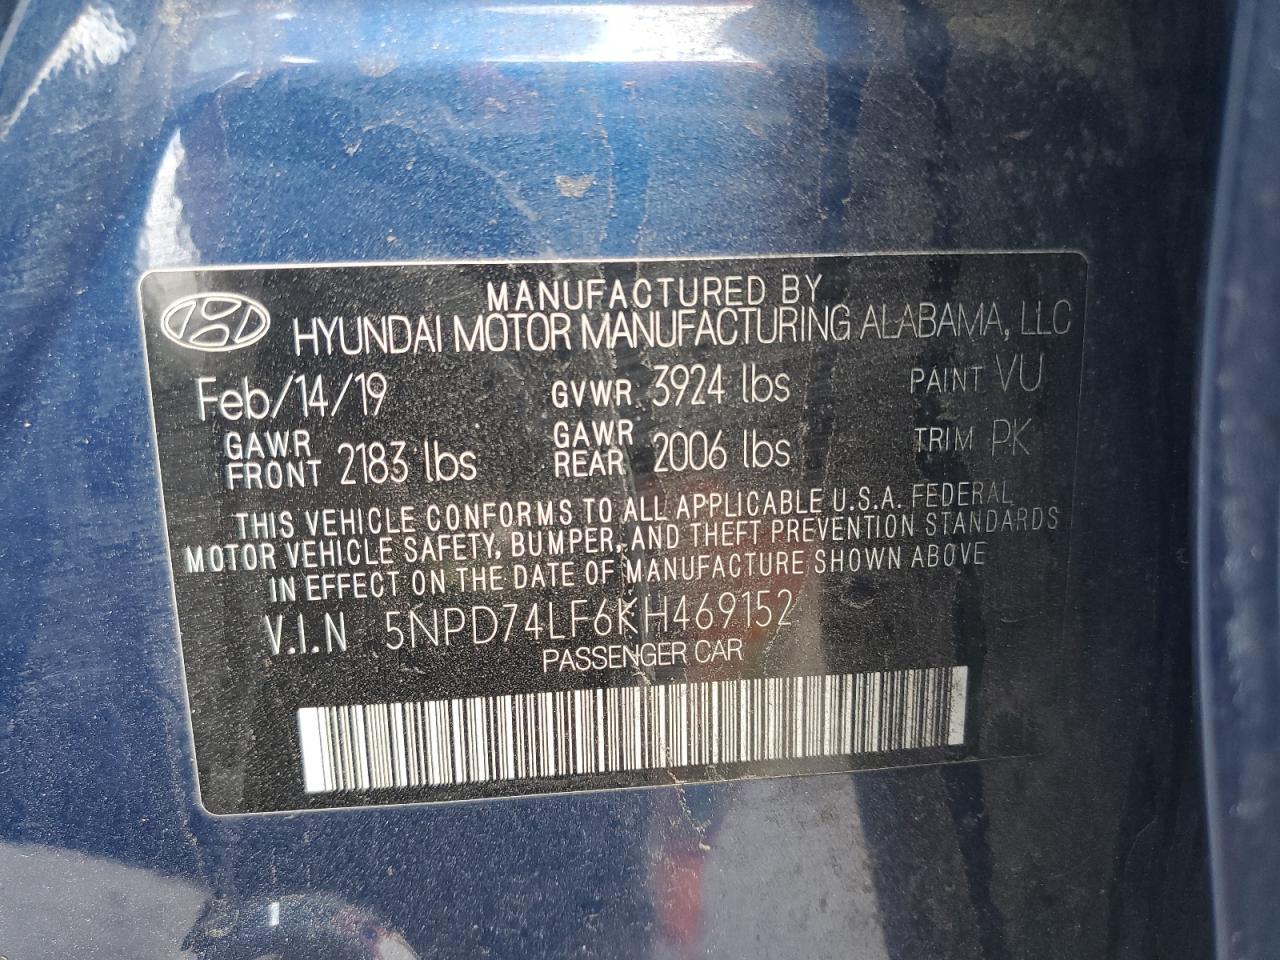 MANUFACTURED BY
HYUNDAI MOTOR MANUFACTURING ALABAMA, LLC
Feb/14/19 GVWR 3924 lbs PAINT VU
GAWR FRONT 2183 lbs GAWR REAR 2006 lbs TRIM PK
THIS VEHICLE CONFORMS TO ALL APPLICABLE U.S.A. FEDERAL
MOTOR VEHICLE SAFETY, BUMPER, AND THEFT PREVENTION STANDARDS
IN EFFECT ON THE DATE OF MANUFACTURE SHOWN ABOVE
V.I.N 5NPD74LF6KH469152
PASSENGER CAR